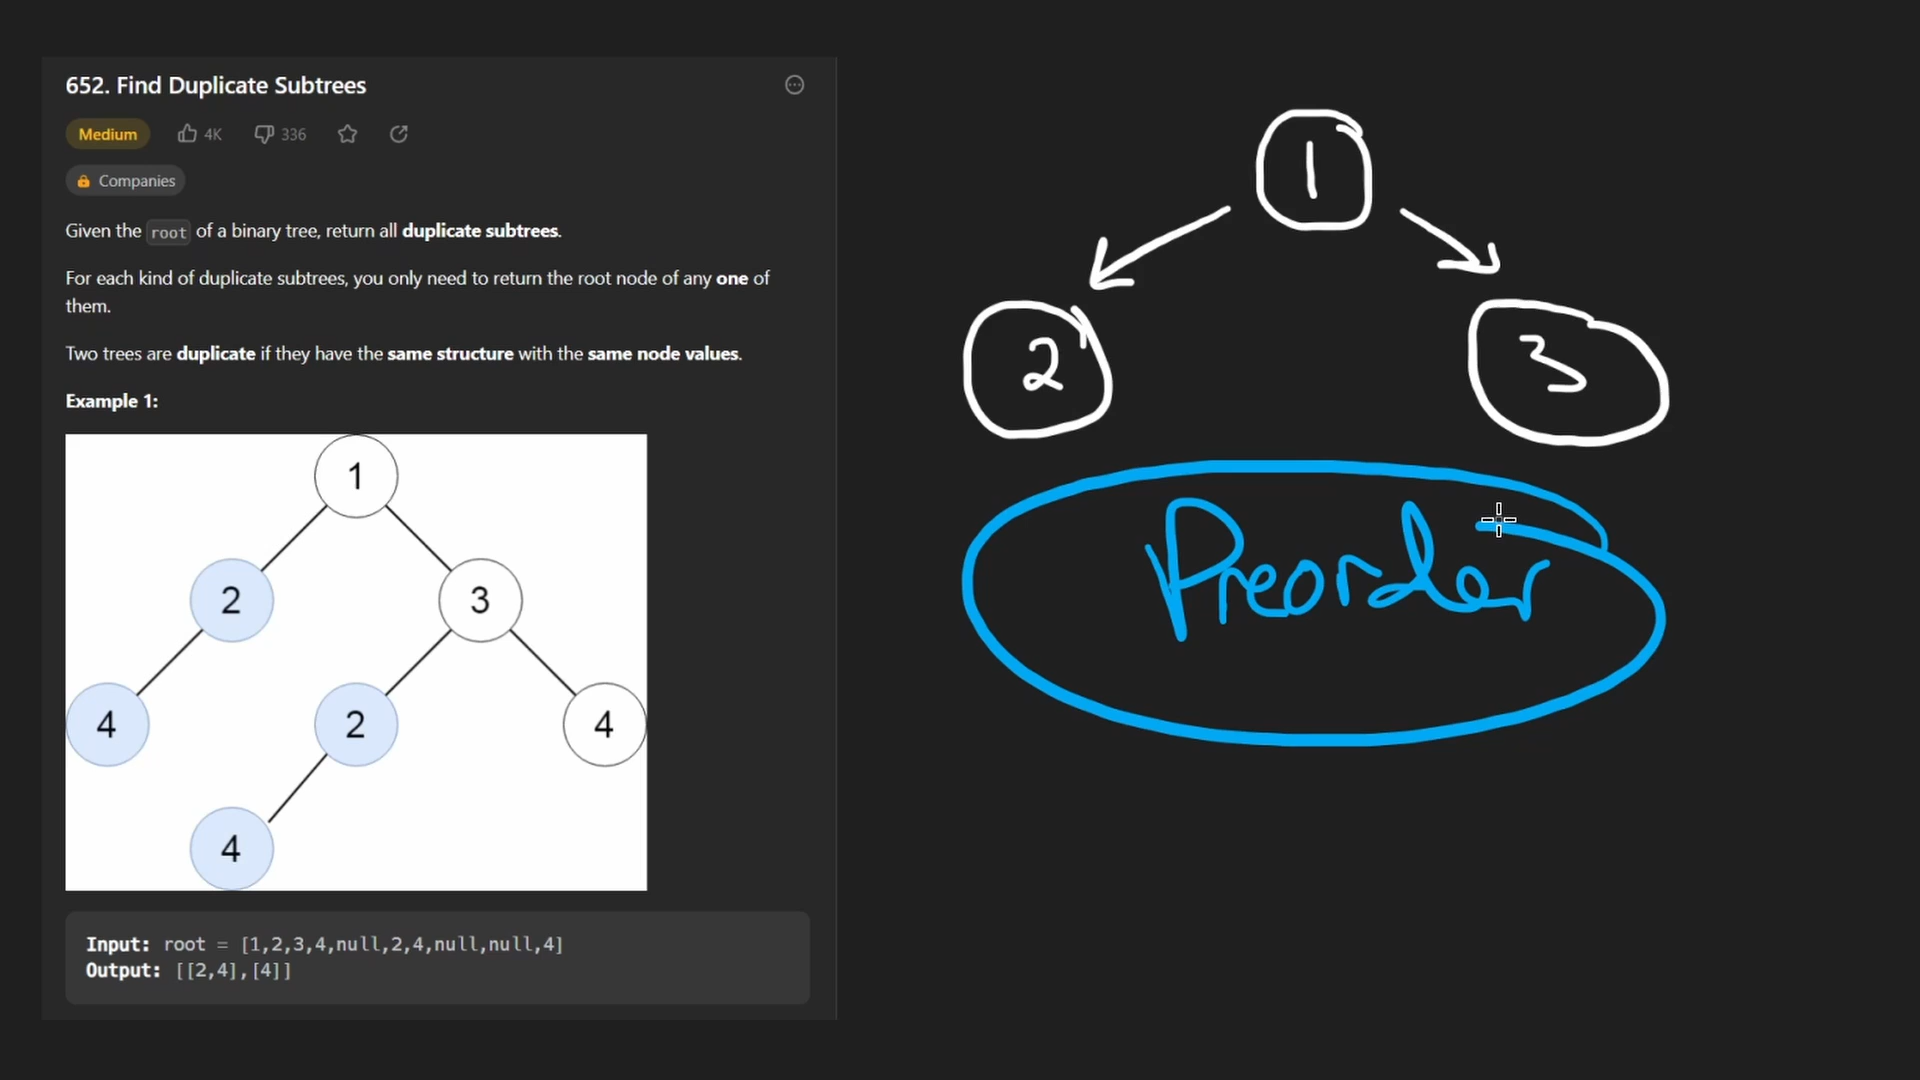 652. Find Duplicate Subtrees
Medium 4K 336
Companies
Given the root of a binary tree, return all duplicate subtrees.
For each kind of duplicate subtrees, you only need to return the root node of any one of
them.
Two trees are duplicate if they have the same structure with the same node values.
Example 1:
1
2 3
4 2 4
4
Input: root = [1,2,3,4,null,2,4,null,null,4]
Output: [[2,4],[4]]
1
2 3
Preorder